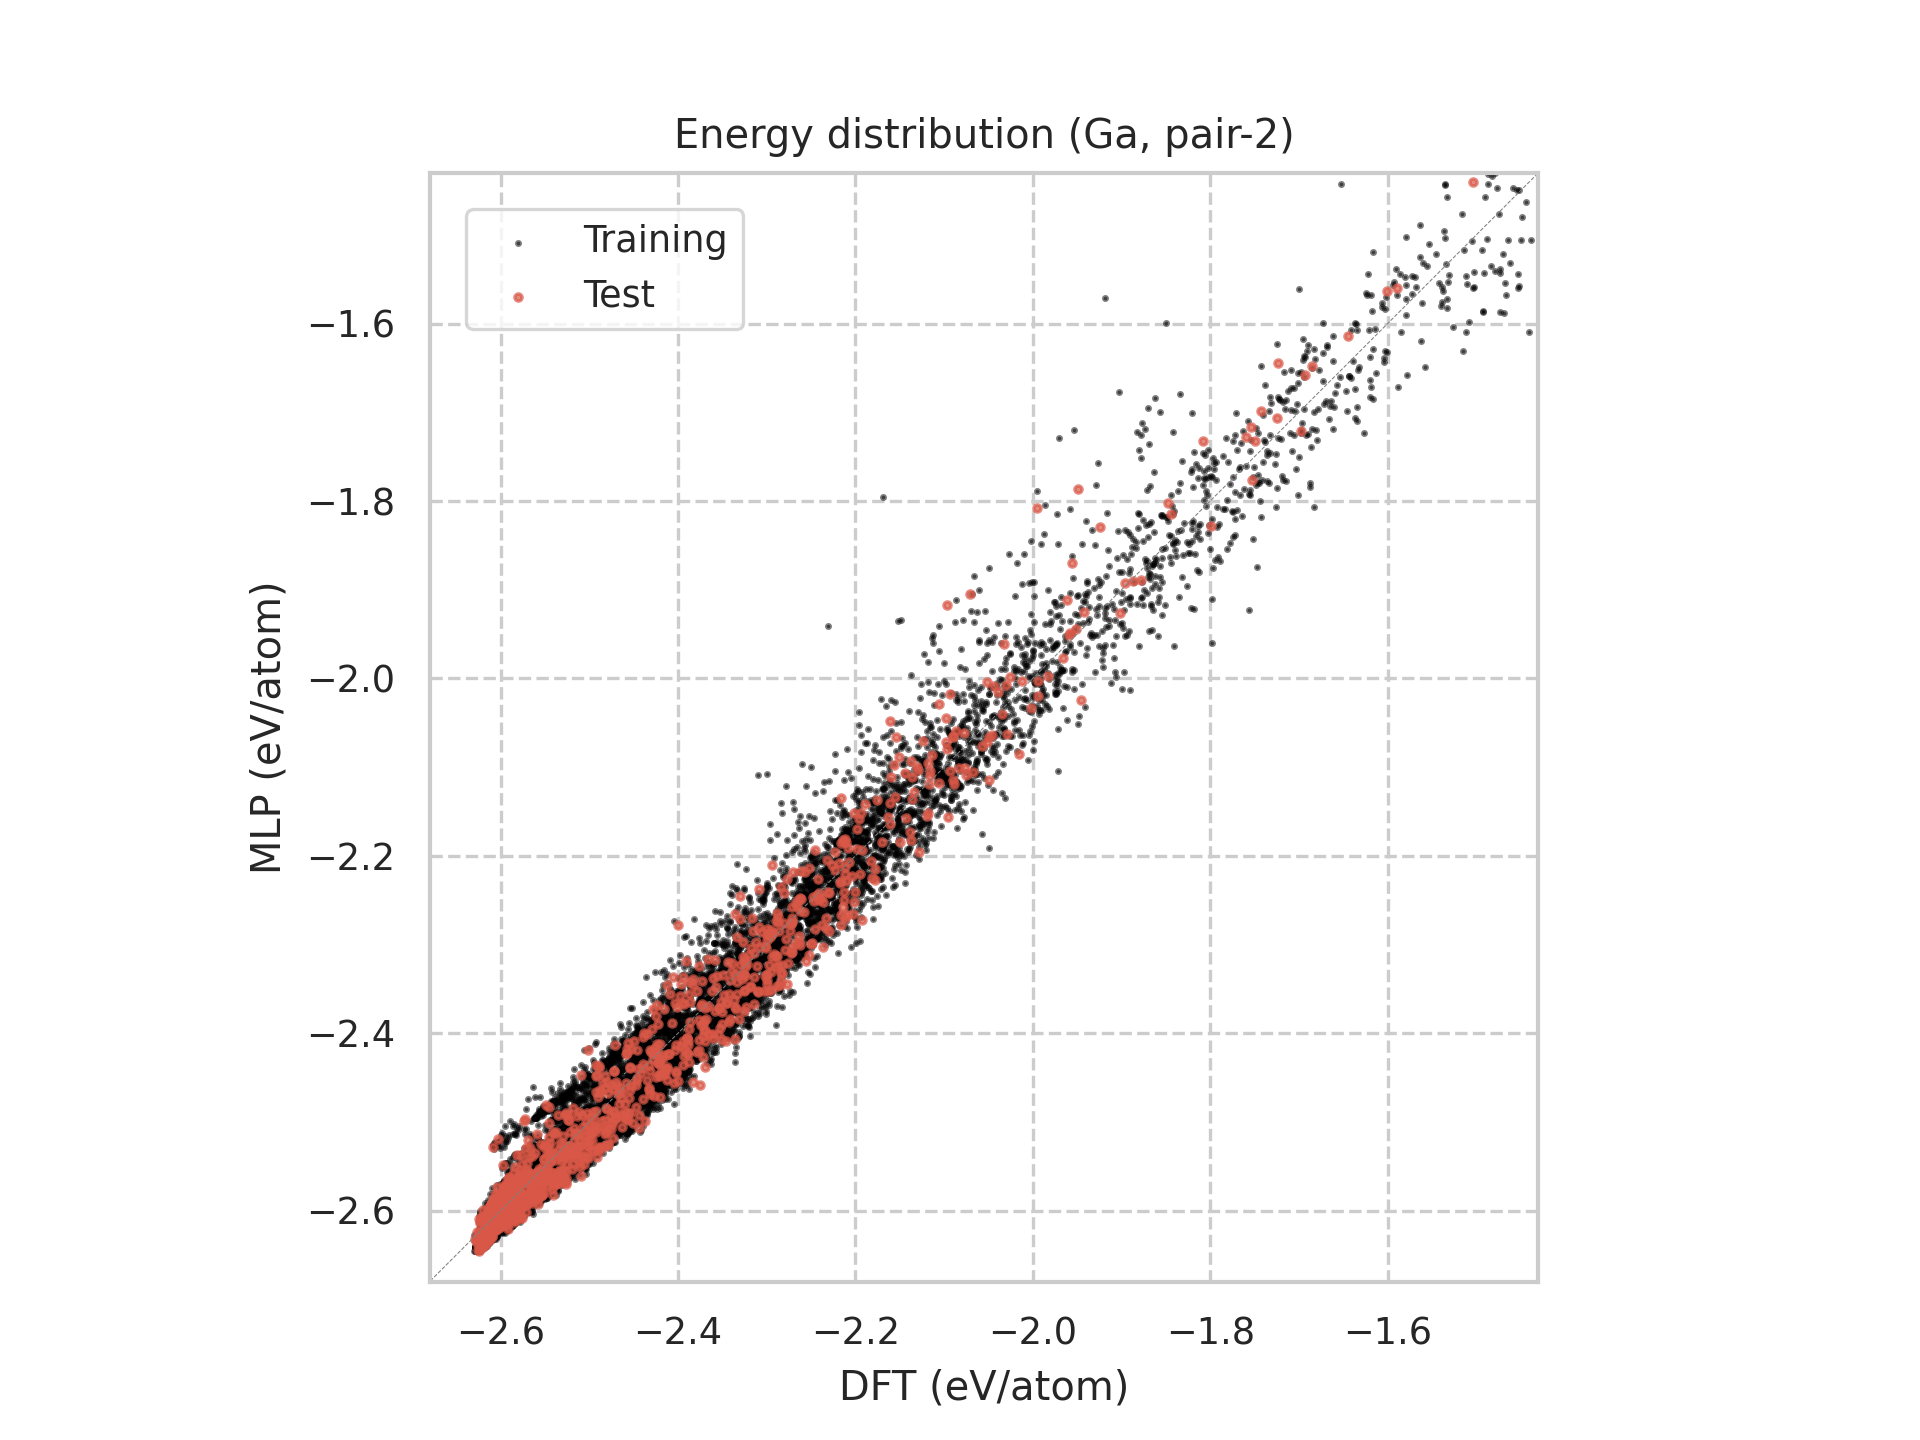 Energy distribution (Ga, pair-2)
Training
Test
MLP (eV/atom)
−1.6
−1.8
−2.0
−2.2
−2.4
−2.6
−2.6 −2.4 −2.2 −2.0 −1.8 −1.6
DFT (eV/atom)